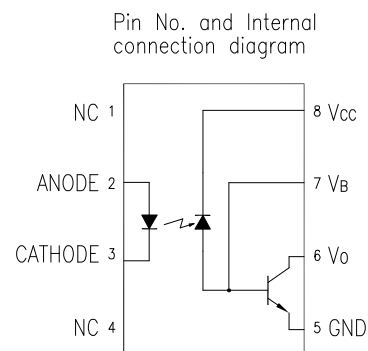 Pin No. and Internal
connection diagram
NC 1
8 Vcc
ANODE 2
7 VB
CATHODE 3
6 Vo
NC 4
5 GND